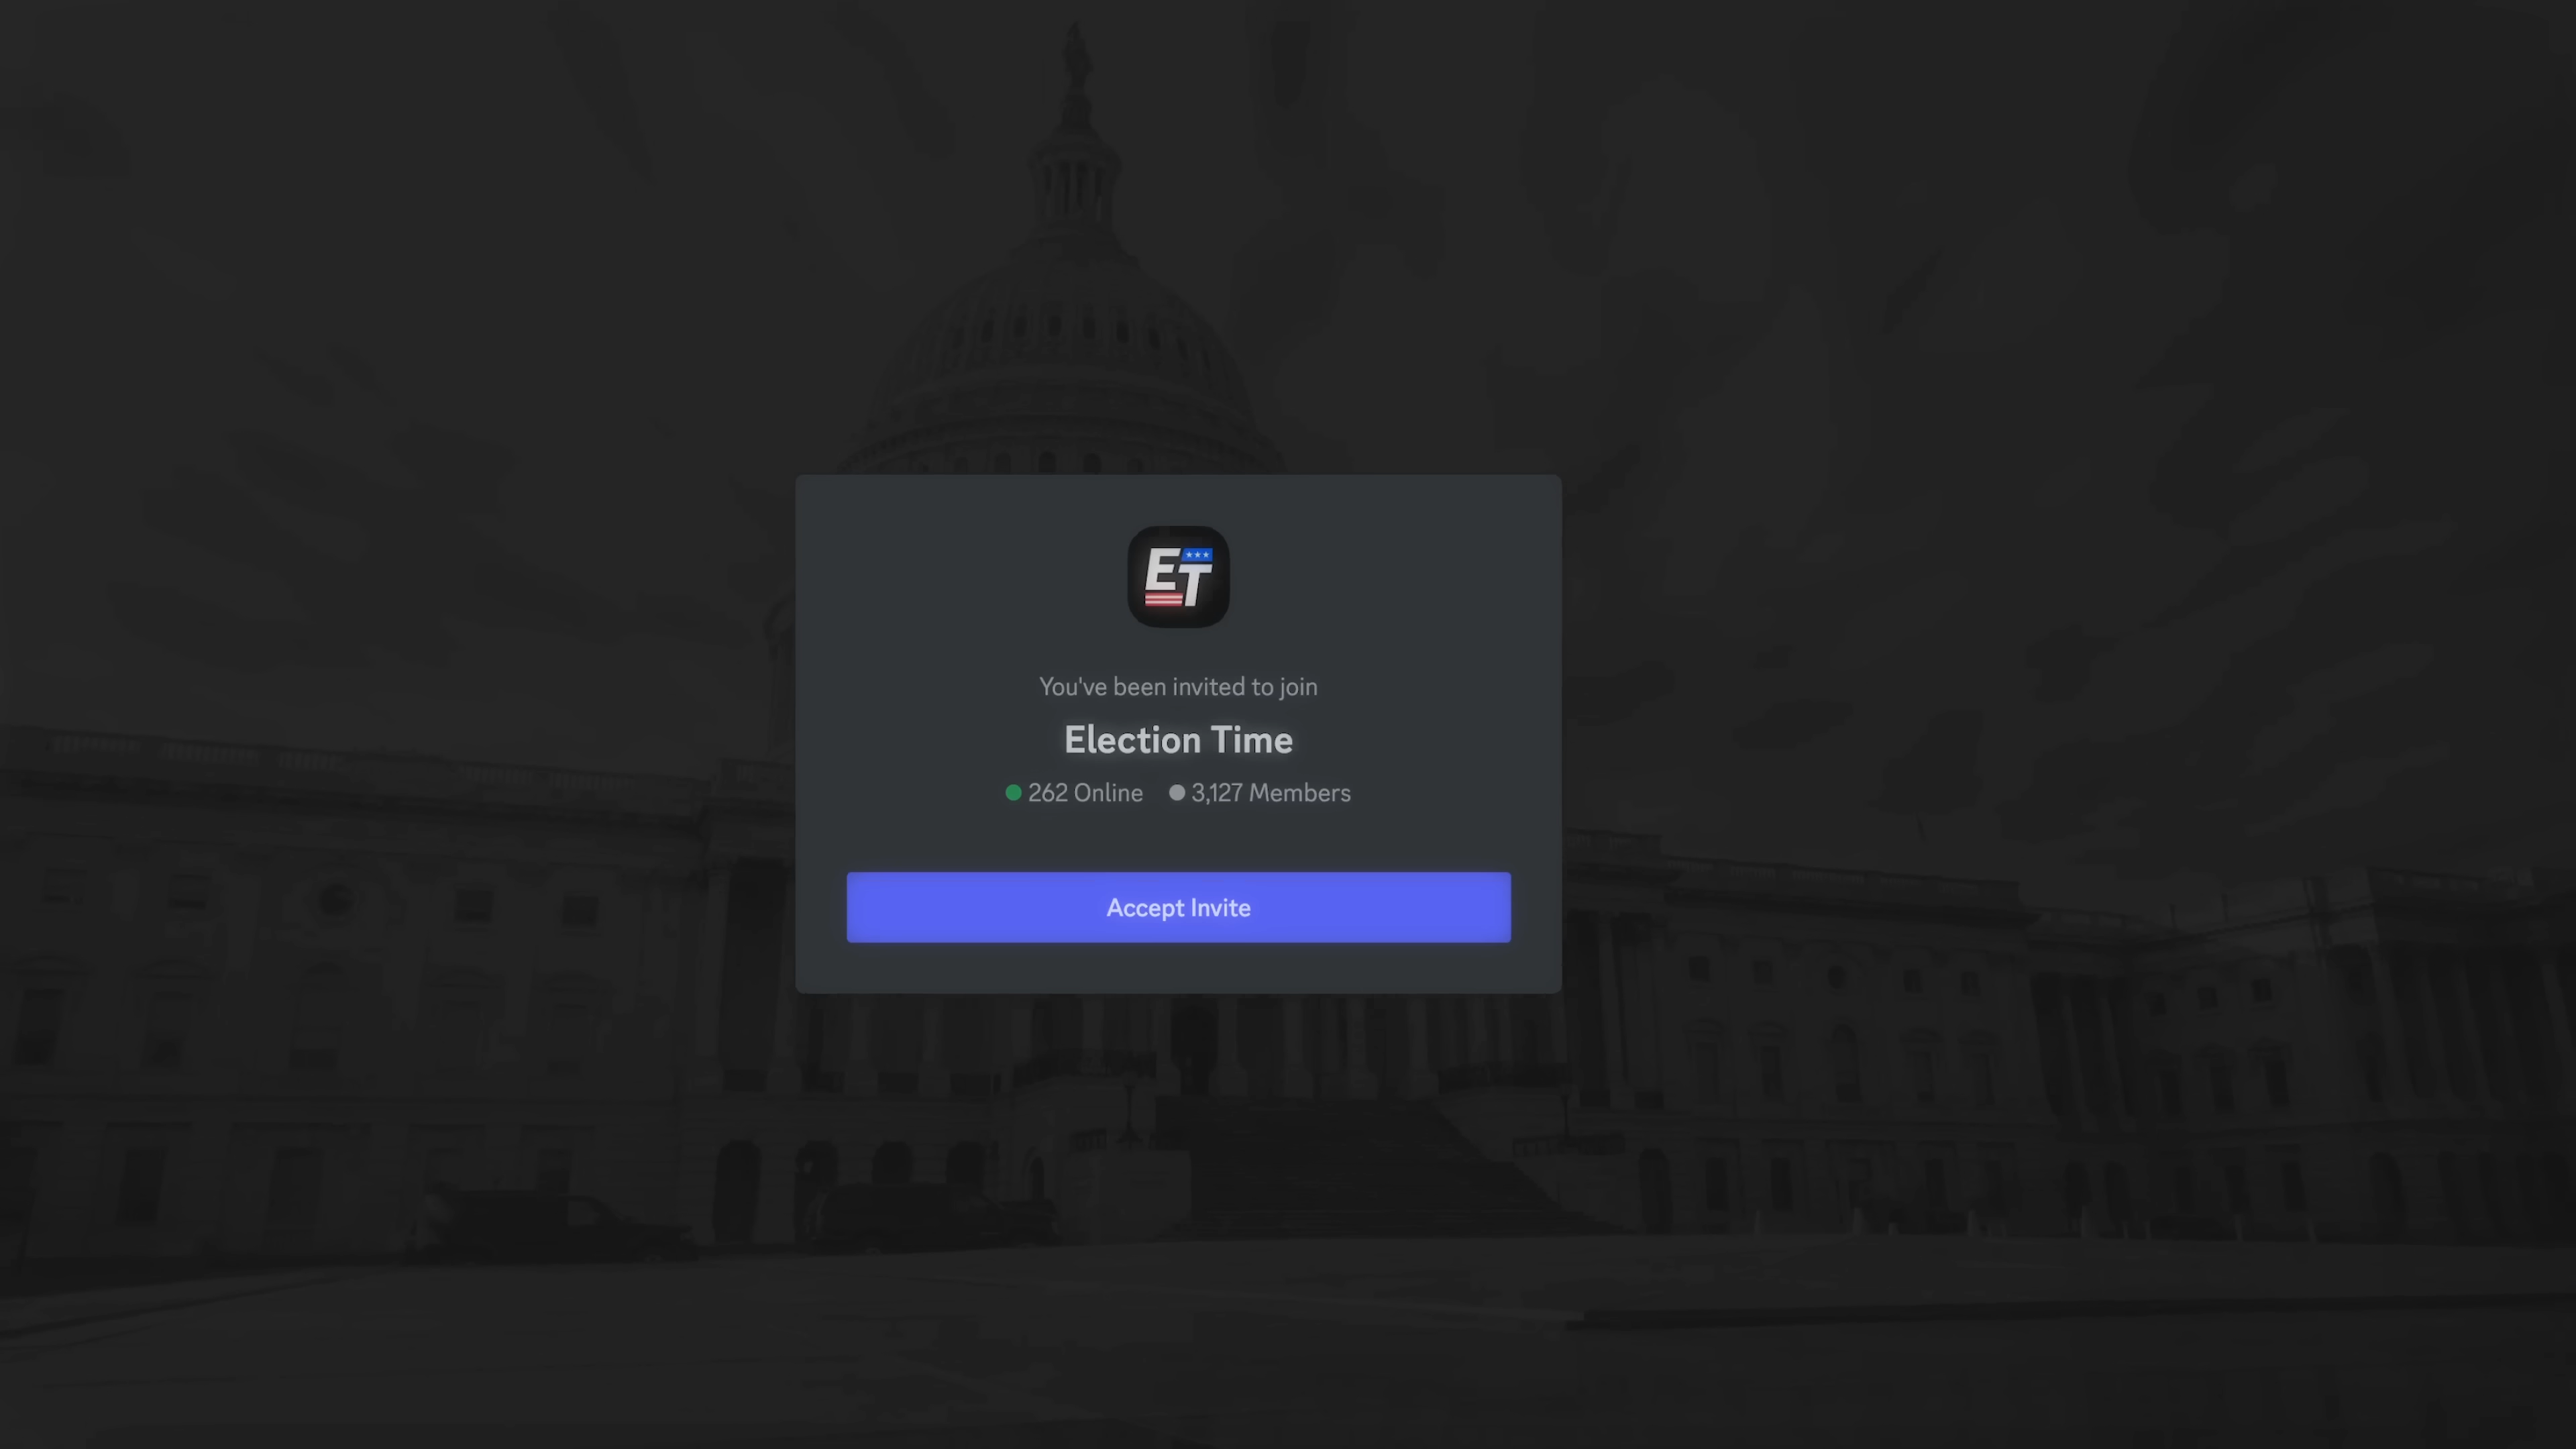 ET
You've been invited to join
Election Time
262 Online 3,127 Members
Accept Invite